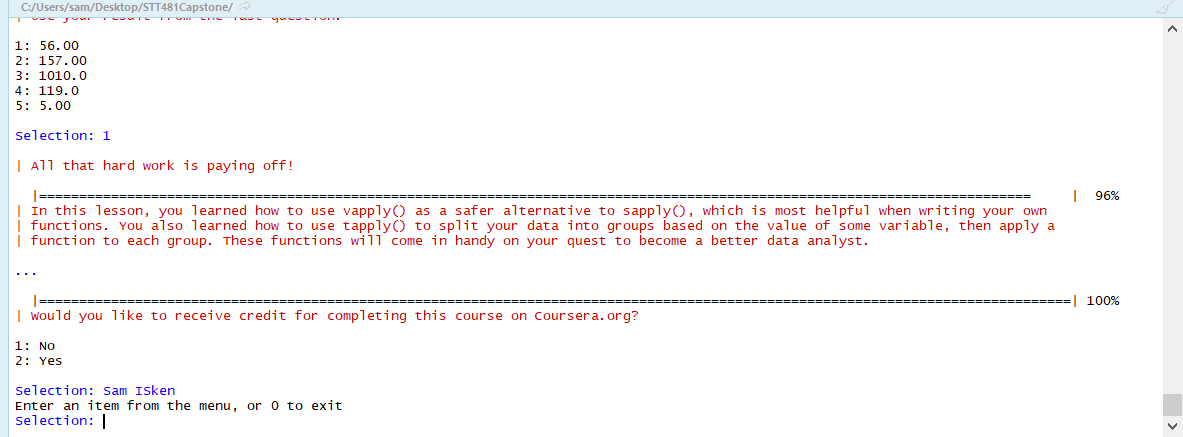 C:/Users/sam/Desktop/STT481Capstone/
| Use your result from the last question.
1: 56.00
2: 157.00
3: 1010.0
4: 119.0
5: 5.00
Selection: 1
| All that hard work is paying off!
|======================================================================================================================= | 96%
| In this lesson, you learned how to use vapply() as a safer alternative to sapply(), which is most helpful when writing your own
| functions. You also learned how to use tapply() to split your data into groups based on the value of some variable, then apply a
| function to each group. These functions will come in handy on your quest to become a better data analyst.
...
|============================================================================================================================| 100%
| Would you like to receive credit for completing this course on Coursera.org?
1: No
2: Yes
Selection: Sam ISken
Enter an item from the menu, or 0 to exit
Selection: